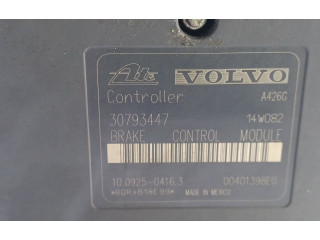 Ate VOLVO
Controller A426G
30793447 14W082
BRAKE CONTROL MODULE
10.0925-0416.3 00401398E0
MADE IN MEXICO